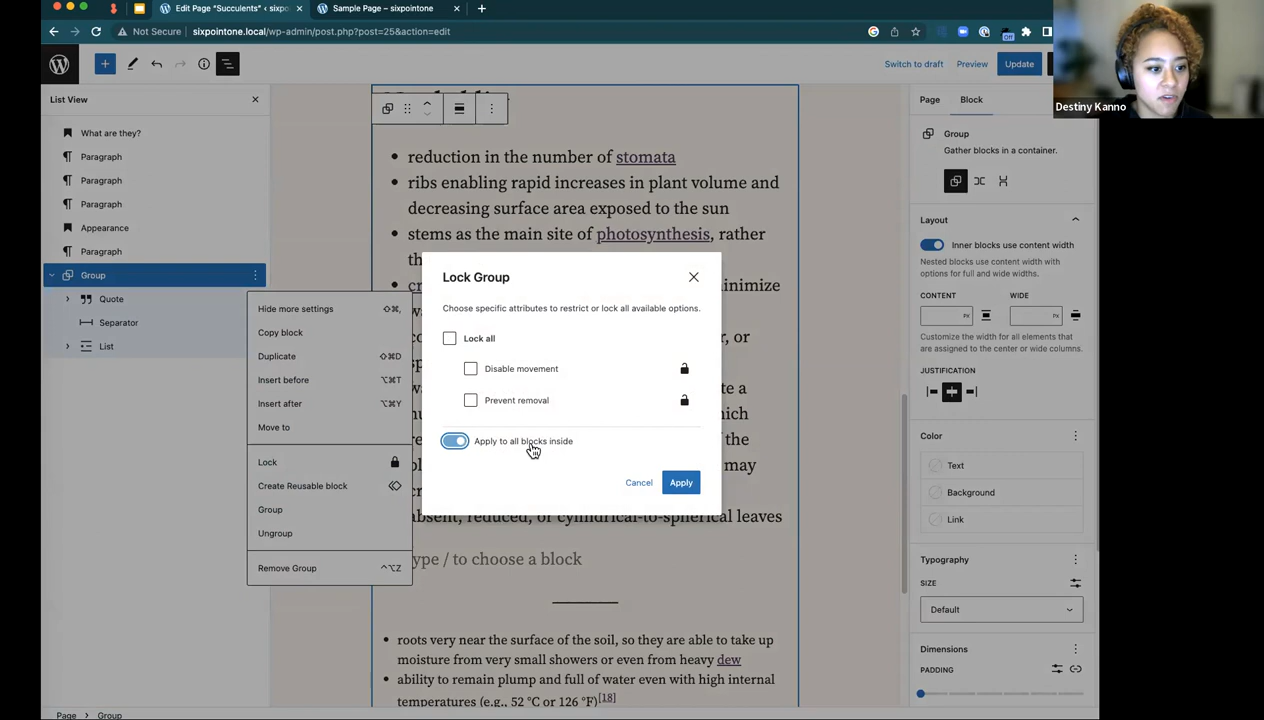 Edit Page "Succulents" ‹ sixpo
Sample Page – sixpointone
Not Secure
sixpointone.local/wp-admin/post.php?post=25&action=edit
Off
Switch to draft
Preview
Update
Destiny Kanno
List View
What are they?
Paragraph
Paragraph
Paragraph
Appearance
Paragraph
Group
Quote
Separator
List
Hide more settings ⇧⌘,
Copy block
Duplicate ⇧⌘D
Insert before ⌥⌘T
Insert after ⌥⌘Y
Move to
Lock
Create Reusable block
Group
Ungroup
Remove Group ^⌥Z
reduction in the number of stomata
ribs enabling rapid increases in plant volume and
decreasing surface area exposed to the sun
stems as the main site of photosynthesis, rather
absent, reduced, or cylindrical-to-spherical leaves
ype / to choose a block
roots very near the surface of the soil, so they are able to take up
moisture from very small showers or even from heavy dew
ability to remain plump and full of water even with high internal
temperatures (e.g., 52 °C or 126 °F)[18]
Lock Group
Choose specific attributes to restrict or lock all available options.
Lock all
Disable movement
Prevent removal
Apply to all blocks inside
Cancel
Apply
Page
Block
Group
Gather blocks in a container.
Layout
Inner blocks use content width
Nested blocks use content width with
options for full and wide widths.
CONTENT
WIDE
PX
PX
Customize the width for all elements that
are assigned to the center or wide columns.
JUSTIFICATION
Color
Text
Background
Link
Typography
SIZE
Default
Dimensions
PADDING
Page › Group